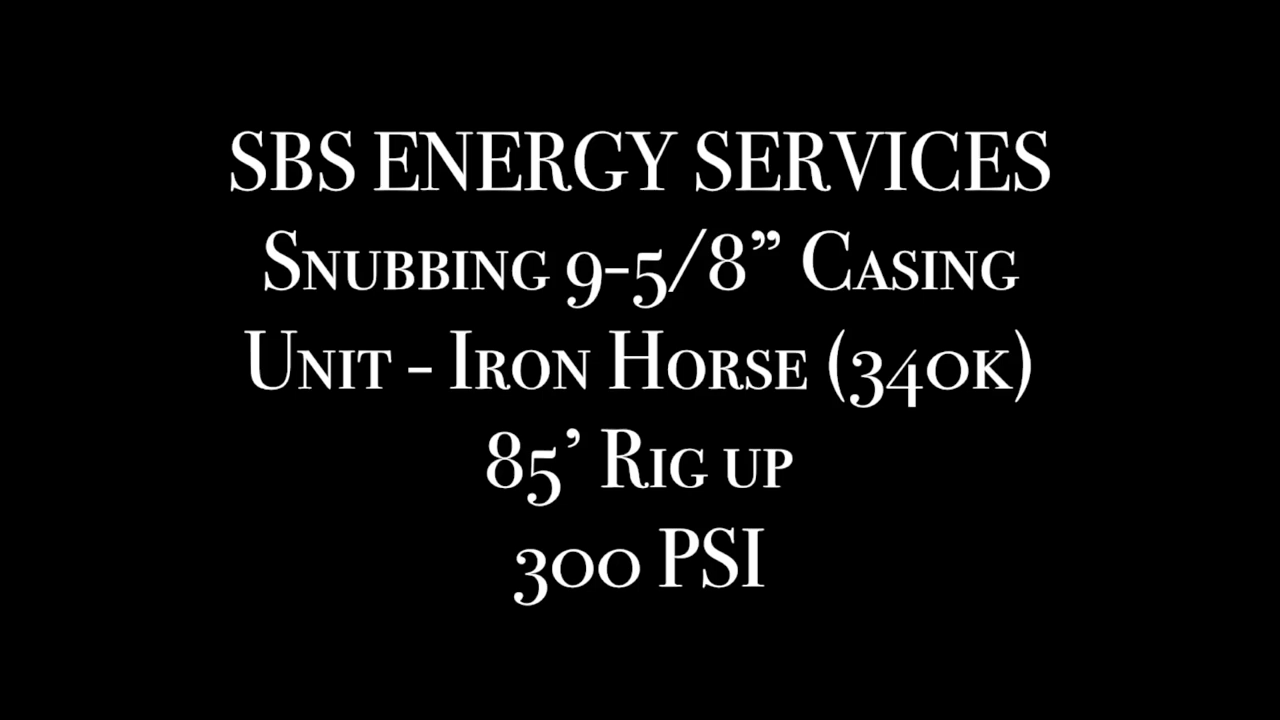 SBS ENERGY SERVICES
Snubbing 9-5/8” Casing
Unit - Iron Horse (340k)
85’ Rig up
300 PSI